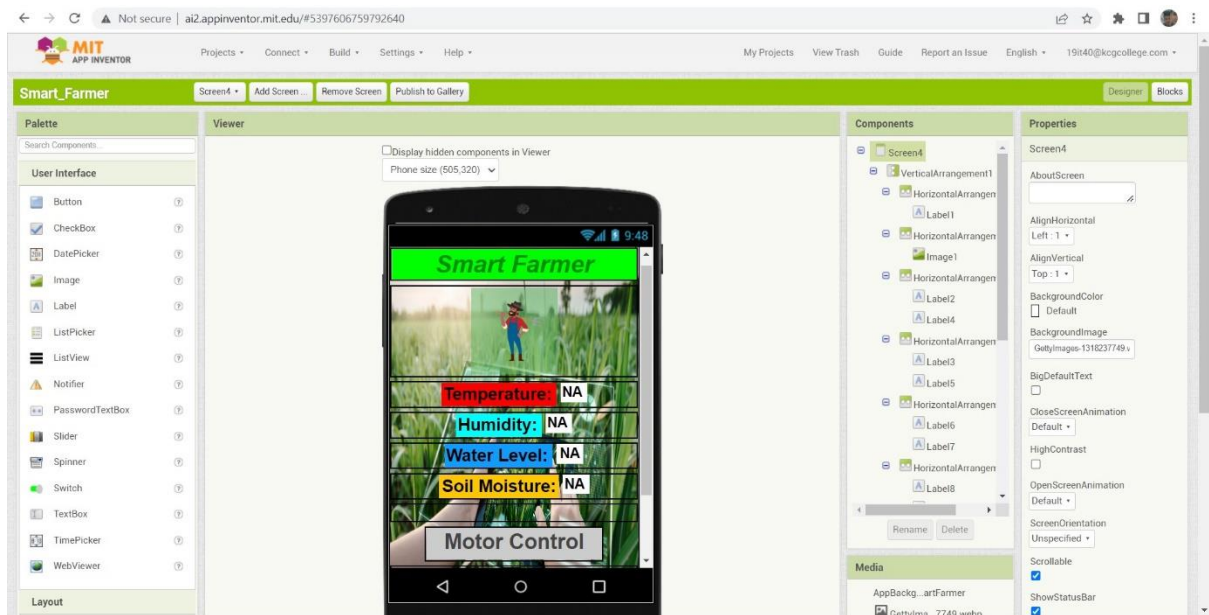 Not secure | ai2.appinventor.mit.edu/#5397606759792640
MIT
APP INVENTOR
Projects Connect Build Settings Help
My Projects View Trash Guide Report an Issue English 19it40@kcgcollege.com
Smart_Farmer
Screen4 Add Screen ... Remove Screen Publish to Gallery
Designer Blocks
Palette
Search Components...
User Interface
Button
CheckBox
DatePicker
Image
Label
ListPicker
ListView
Notifier
PasswordTextBox
Slider
Spinner
Switch
TextBox
TimePicker
WebViewer
Layout
Viewer
Display hidden components in Viewer
Phone size (505,320)
9:48
Smart Farmer
Temperature: NA
Humidity: NA
Water Level: NA
Soil Moisture: NA
Motor Control
Components
Screen4
VerticalArrangement1
HorizontalArrangem
Label1
HorizontalArrangem
Image1
HorizontalArrangem
Label2
Label4
HorizontalArrangem
Label3
Label5
HorizontalArrangem
Label6
Label7
HorizontalArrangem
Label8
Rename Delete
Media
AppBackg...artFarmer
GettyIma...7749.webp
Properties
Screen4
AboutScreen
AlignHorizontal
Left : 1
AlignVertical
Top : 1
BackgroundColor
Default
BackgroundImage
GettyImages-1318237749.v
BigDefaultText
CloseScreenAnimation
Default
HighContrast
OpenScreenAnimation
Default
ScreenOrientation
Unspecified
Scrollable
ShowStatusBar